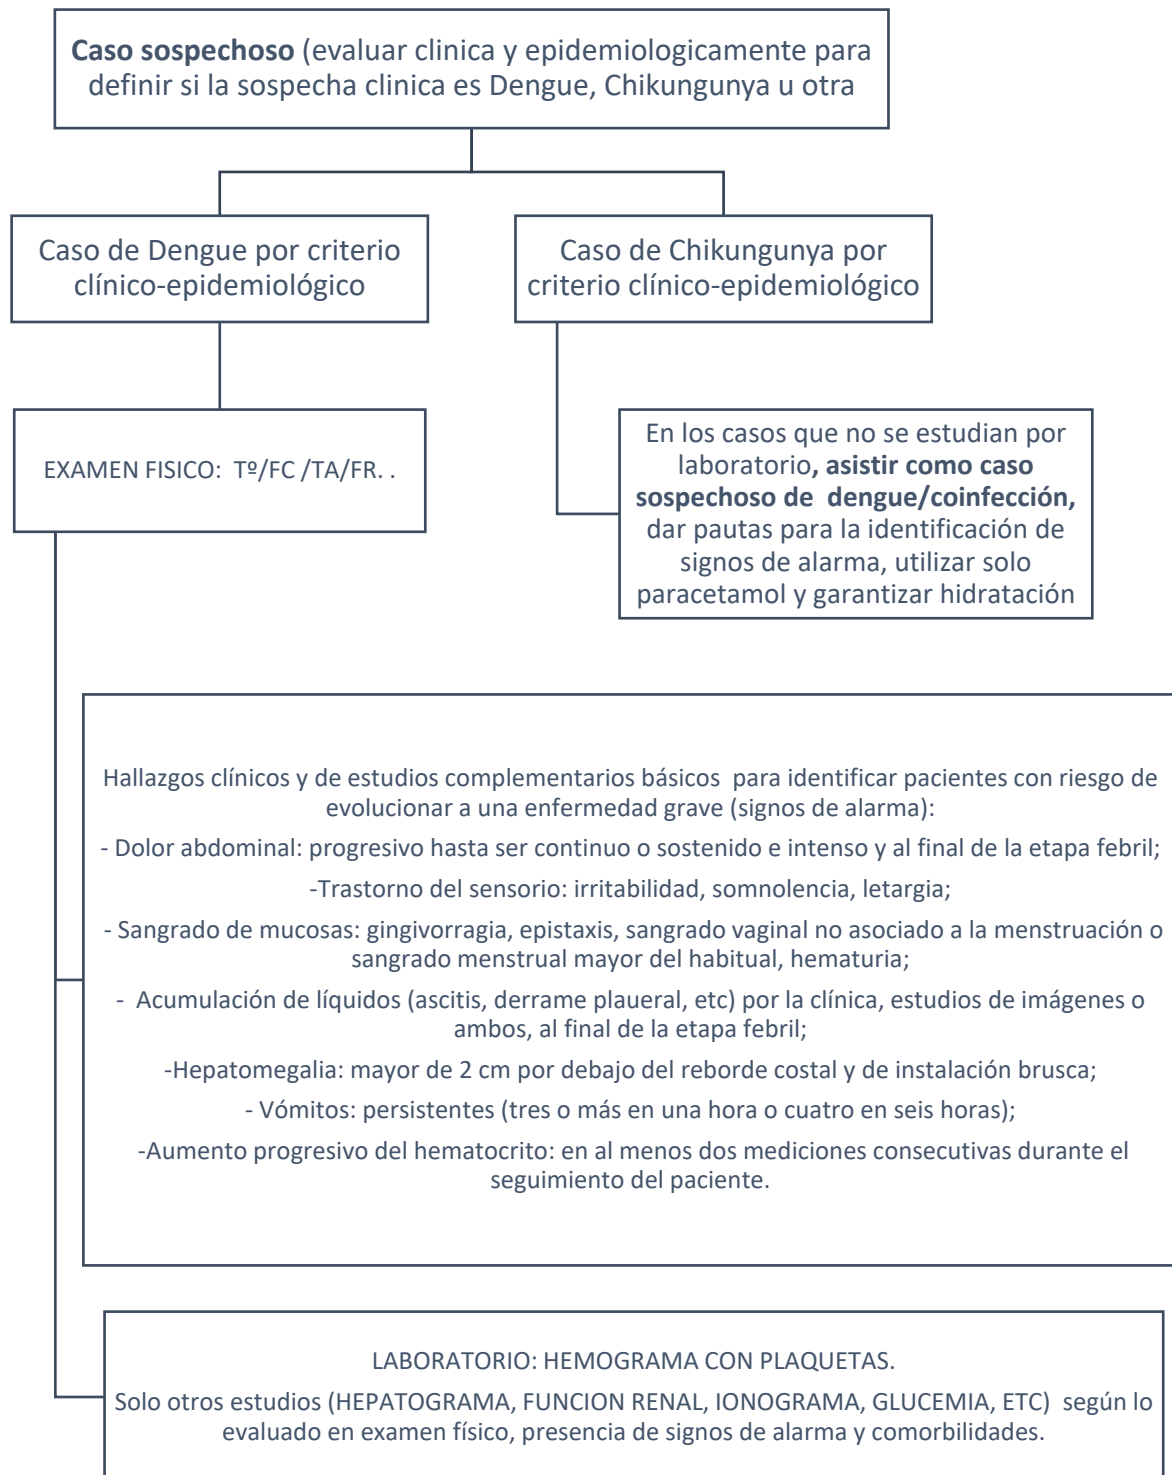 Caso sospechoso (evaluar clinica y epidemiologicamente para
definir si la sospecha clinica es Dengue, Chikungunya u otra
Caso de Dengue por criterio
clínico-epidemiológico
Caso de Chikungunya por
criterio clínico-epidemiológico
EXAMEN FISICO: Tº/FC /TA/FR. .
En los casos que no se estudian por
laboratorio, asistir como caso
sospechoso de dengue/coinfección,
dar pautas para la identificación de
signos de alarma, utilizar solo
paracetamol y garantizar hidratación
Hallazgos clínicos y de estudios complementarios básicos para identificar pacientes con riesgo de
evolucionar a una enfermedad grave (signos de alarma):
- Dolor abdominal: progresivo hasta ser continuo o sostenido e intenso y al final de la etapa febril;
-Trastorno del sensorio: irritabilidad, somnolencia, letargia;
- Sangrado de mucosas: gingivorragia, epistaxis, sangrado vaginal no asociado a la menstruación o
sangrado menstrual mayor del habitual, hematuria;
- Acumulación de líquidos (ascitis, derrame plaueral, etc) por la clínica, estudios de imágenes o
ambos, al final de la etapa febril;
-Hepatomegalia: mayor de 2 cm por debajo del reborde costal y de instalación brusca;
- Vómitos: persistentes (tres o más en una hora o cuatro en seis horas);
-Aumento progresivo del hematocrito: en al menos dos mediciones consecutivas durante el
seguimiento del paciente.
LABORATORIO: HEMOGRAMA CON PLAQUETAS.
Solo otros estudios (HEPATOGRAMA, FUNCION RENAL, IONOGRAMA, GLUCEMIA, ETC) según lo
evaluado en examen físico, presencia de signos de alarma y comorbilidades.